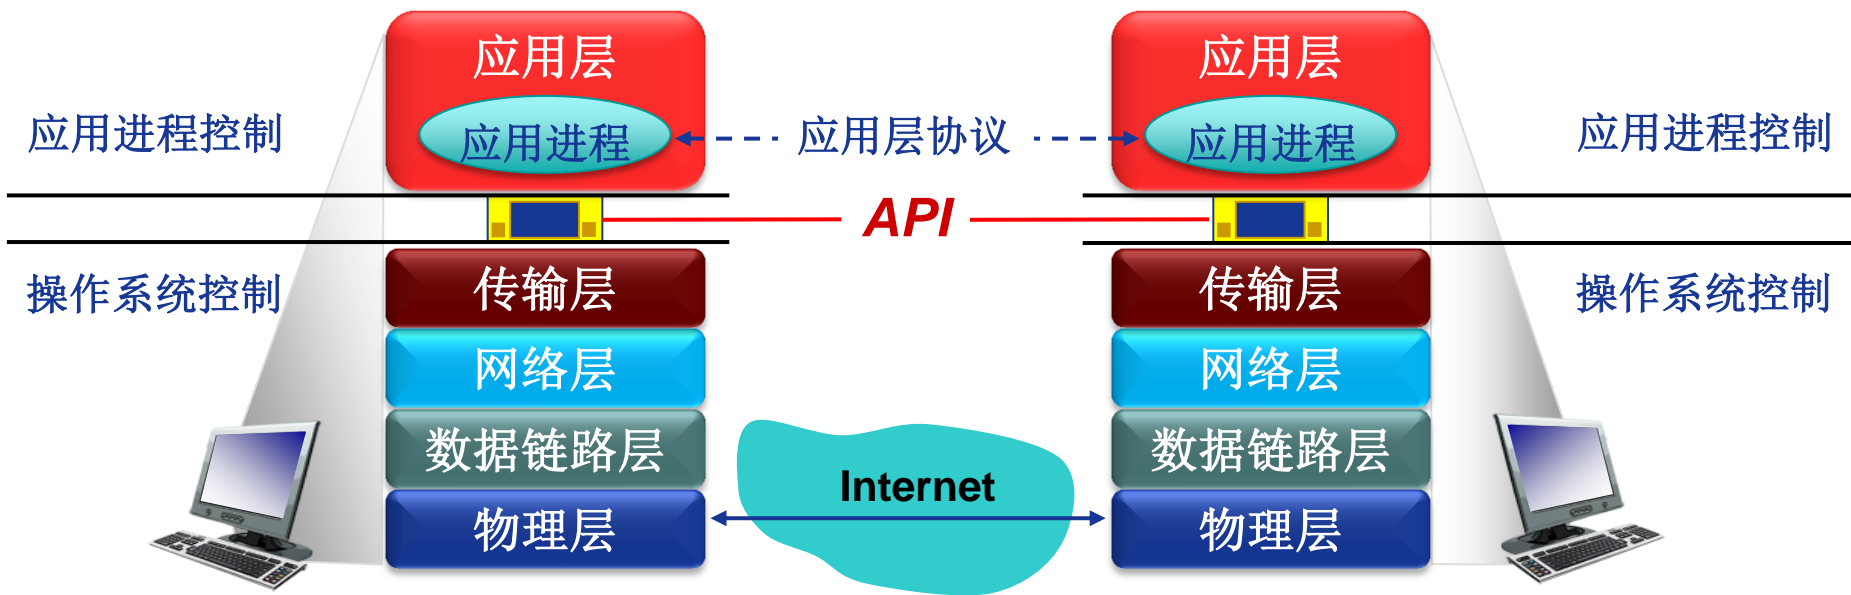 应用层
应用层
应用进程控制
应用进程
应用层协议
应用进程
应用进程控制
API
操作系统控制
传输层
传输层
操作系统控制
网络层
网络层
数据链路层
数据链路层
Internet
物理层
物理层